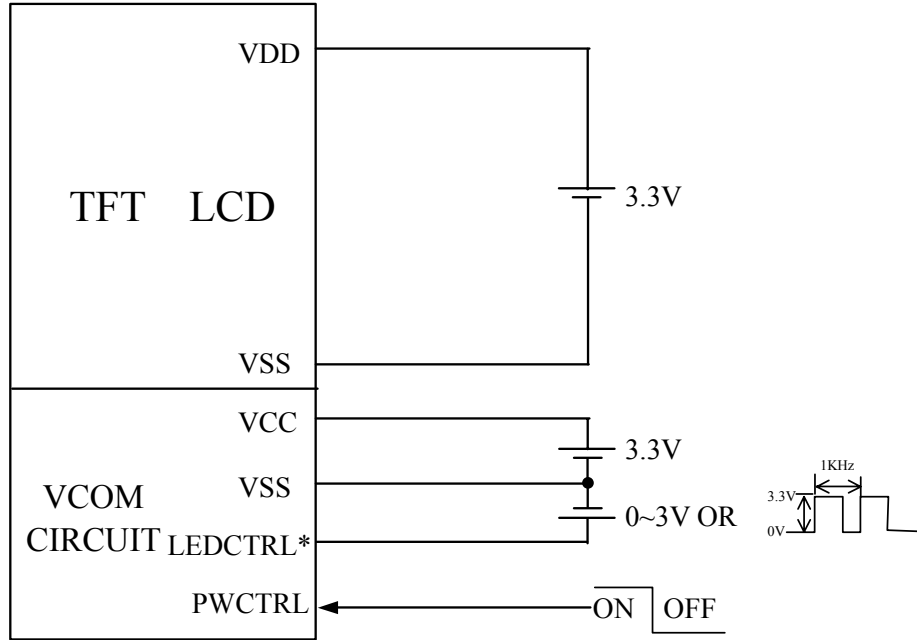 VDD
TFT LCD
3.3V
VSS
VCC
3.3V
VCOM
CIRCUIT
VSS
0~3V OR
LEDCTRL*
PWCTRL
ON OFF
1KHz
3.3V
0V